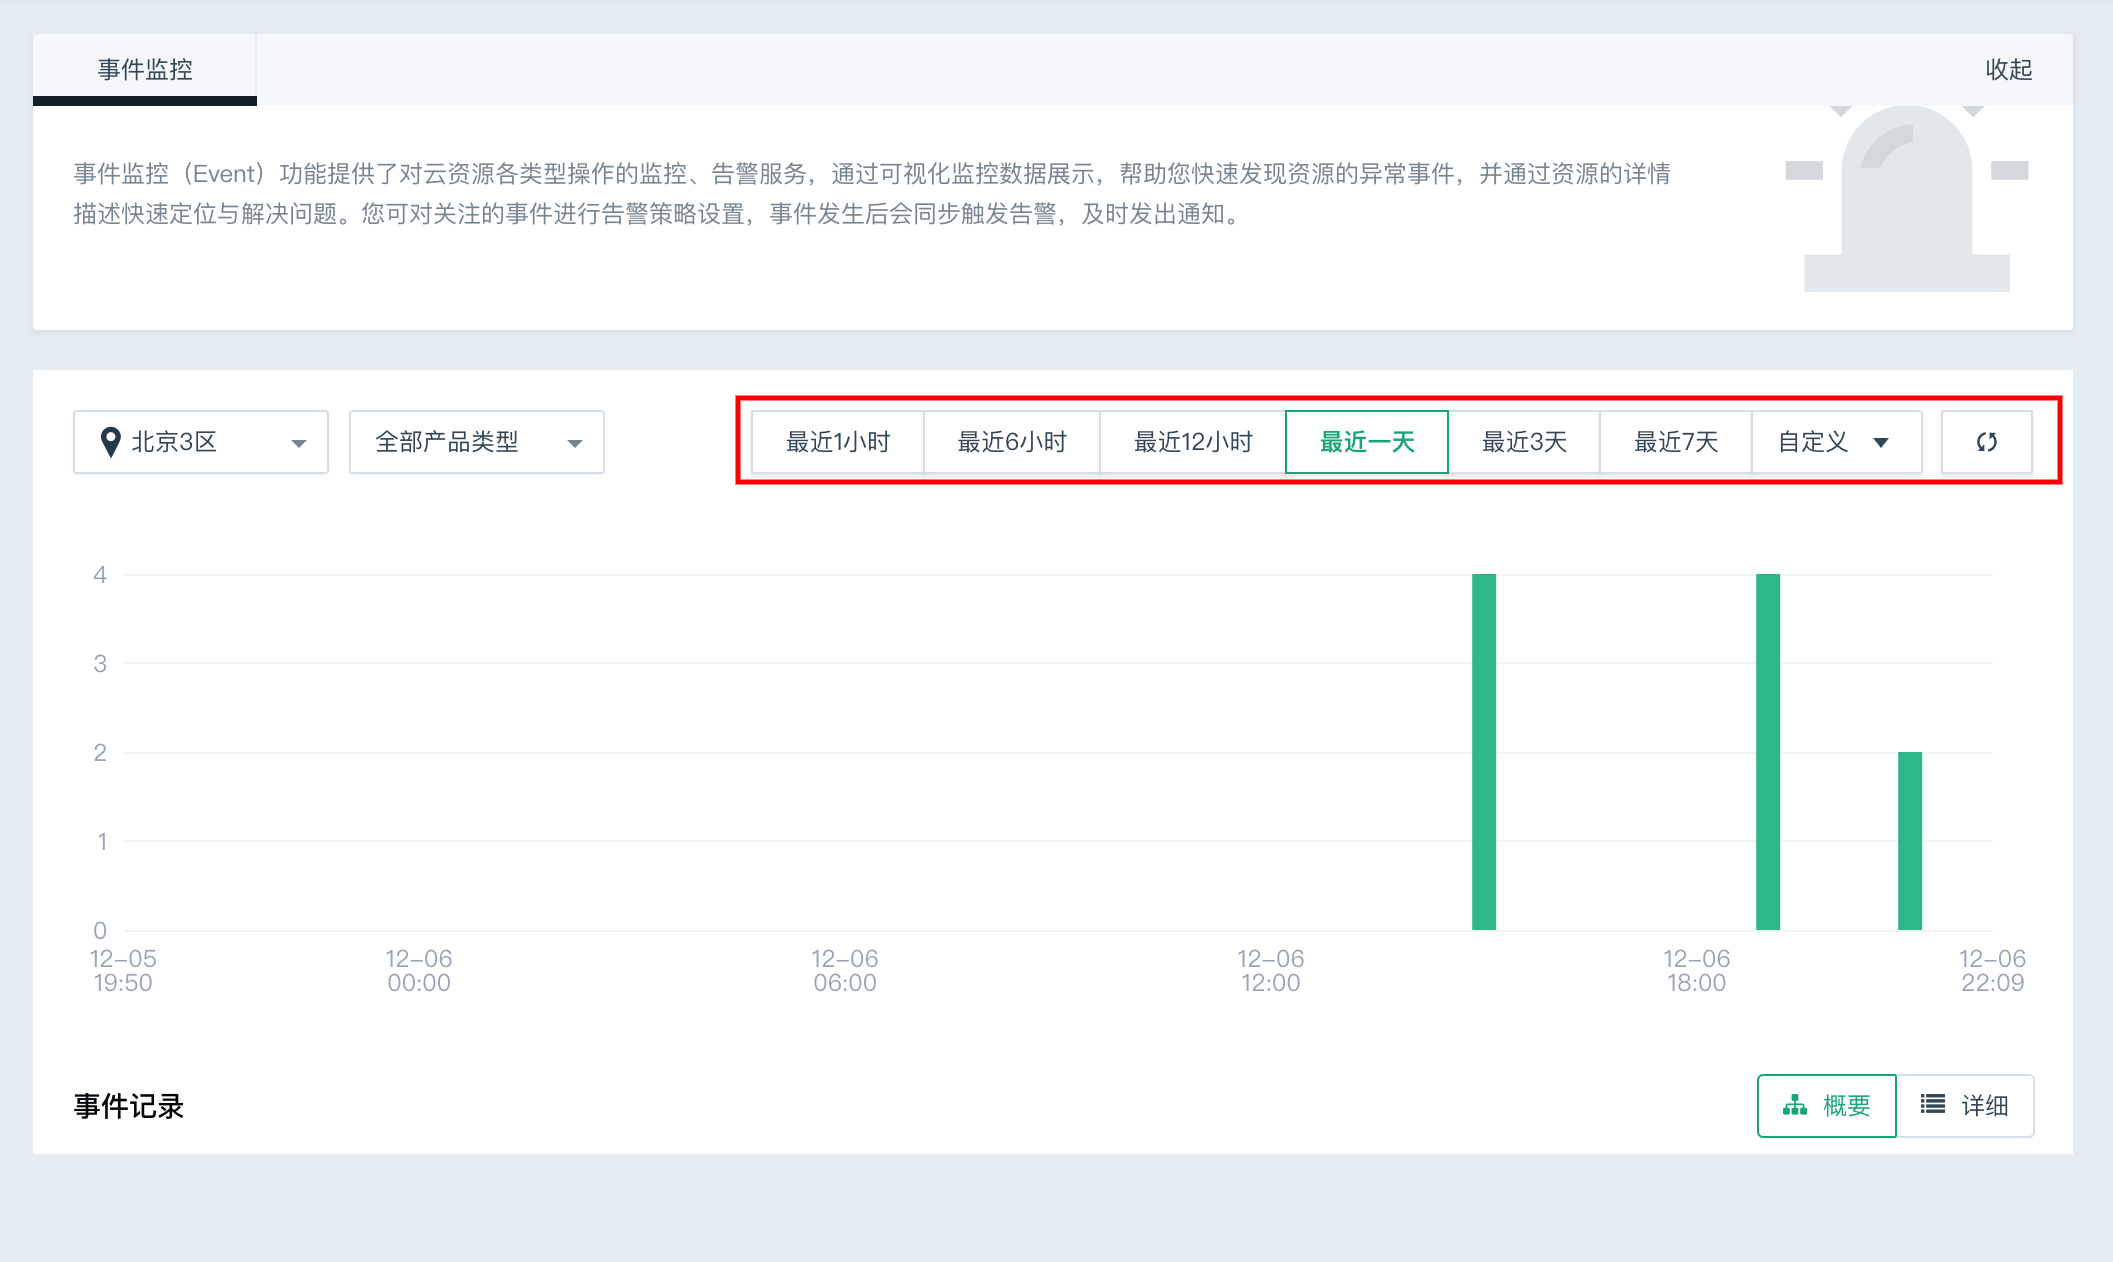 事件监控
收起
事件监控（Event）功能提供了对云资源各类型操作的监控、告警服务，通过可视化监控数据展示，帮助您快速发现资源的异常事件，并通过资源的详情
描述快速定位与解决问题。您可对关注的事件进行告警策略设置，事件发生后会同步触发告警，及时发出通知。
北京3区
全部产品类型
最近1小时
最近6小时
最近12小时
最近一天
最近3天
最近7天
自定义
4
3
2
1
0
12-05
19:50
12-06
00:00
12-06
06:00
12-06
12:00
12-06
18:00
12-06
22:09
事件记录
概要
详细